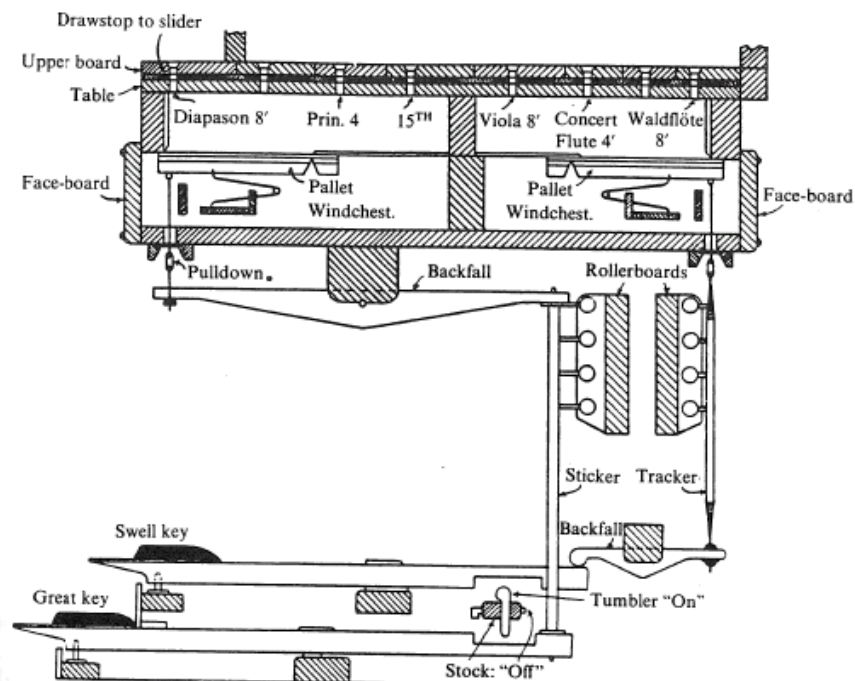 Drawstop to slider
Upper board
Table
Diapason 8′
Prin. 4
15TH
Viola 8′
Concert
Flute 4′
Waldflöte
8′
Face-board
Pallet
Windchest.
Pallet
Windchest.
Face-board
Pulldown.
Backfall
Rollerboards
Sticker
Tracker
Backfall
Swell key
Great key
Tumbler “On”
Stock: “Off”